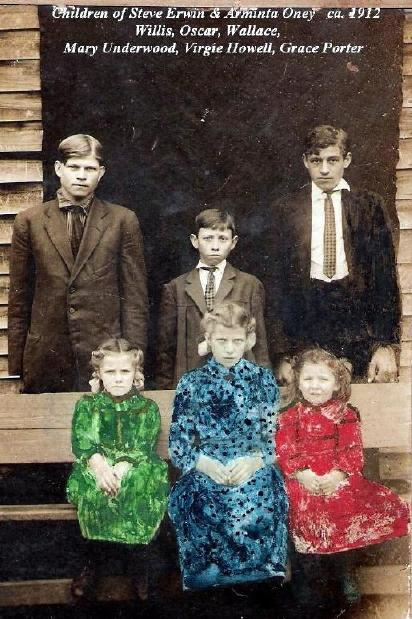 Children of Steve Erwin & Arminta Oney ca. 1912
Willis, Oscar, Wallace,
Mary Underwood, Virgie Howell, Grace Porter